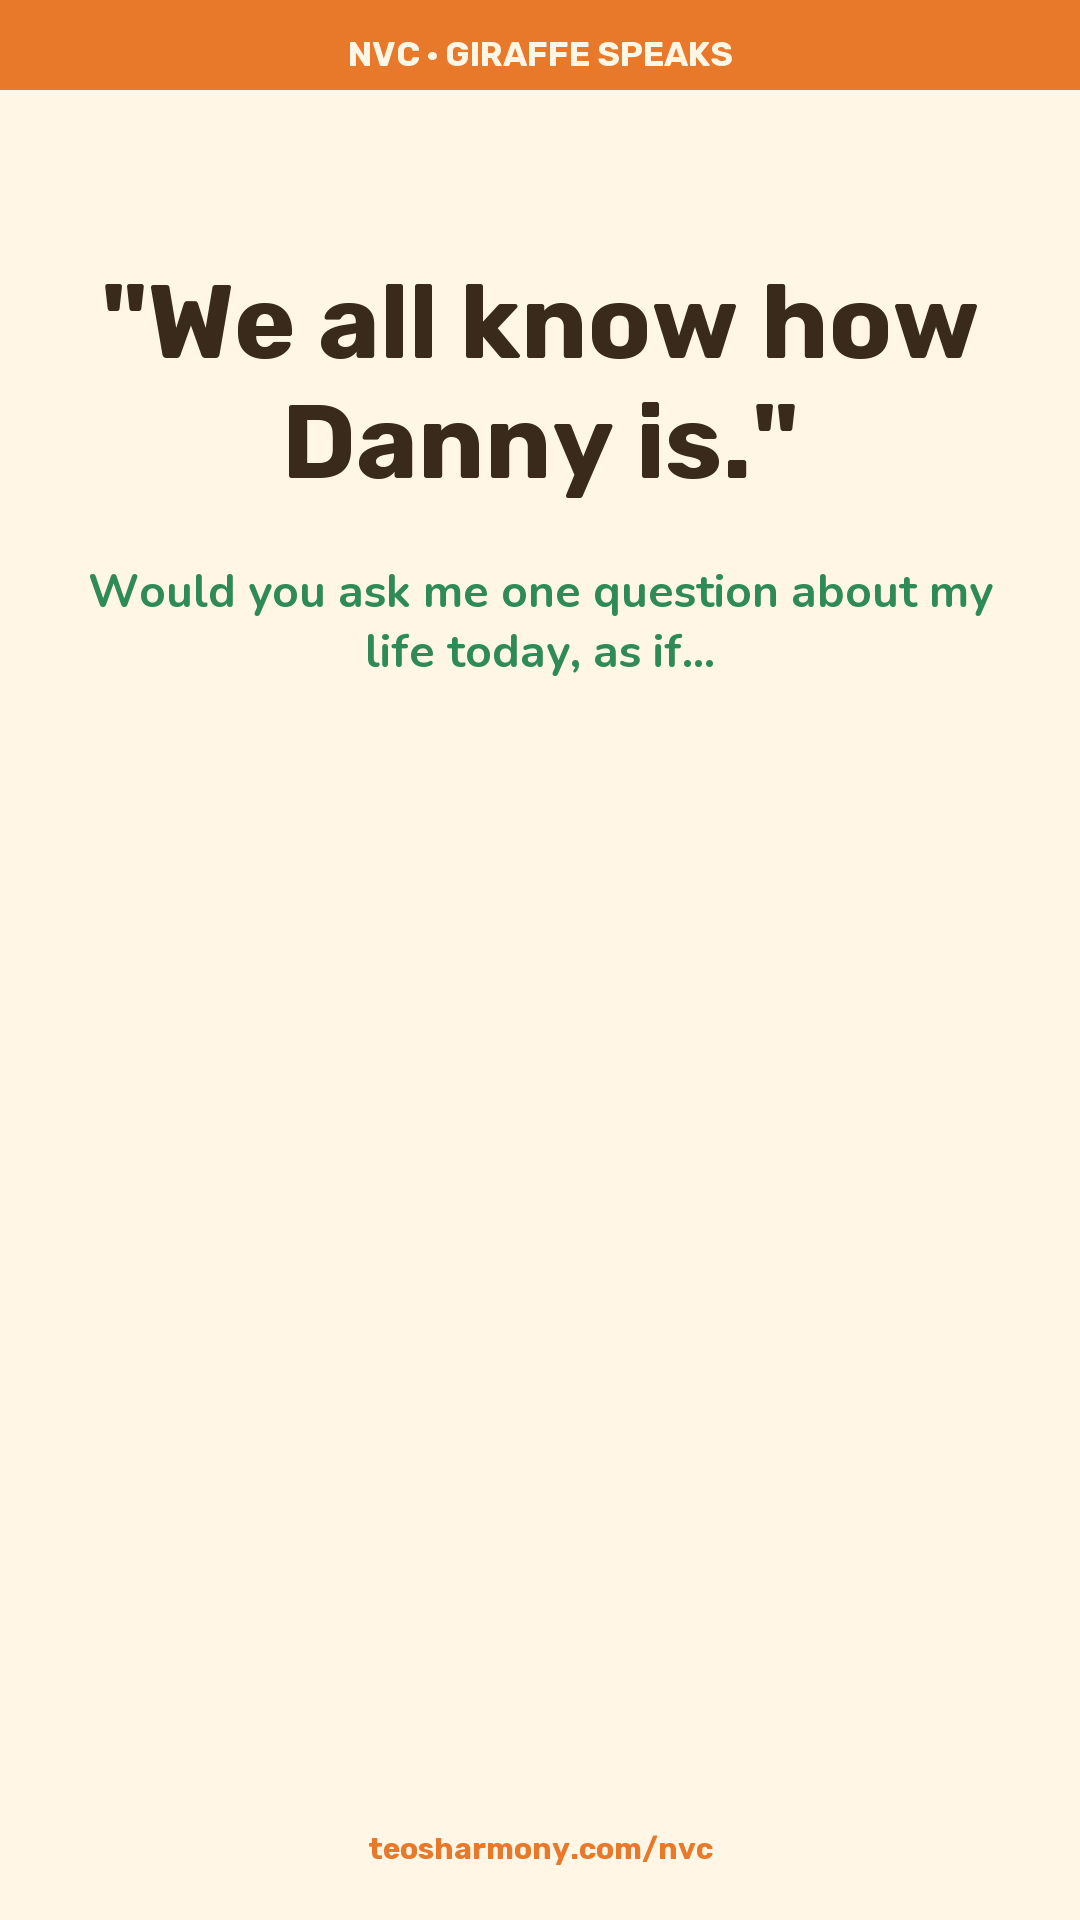 NVC • GIRAFFE SPEAKS
"We all know how
Danny is."
Would you ask me one question about my
life today, as if...
teosharmony.com/nvc